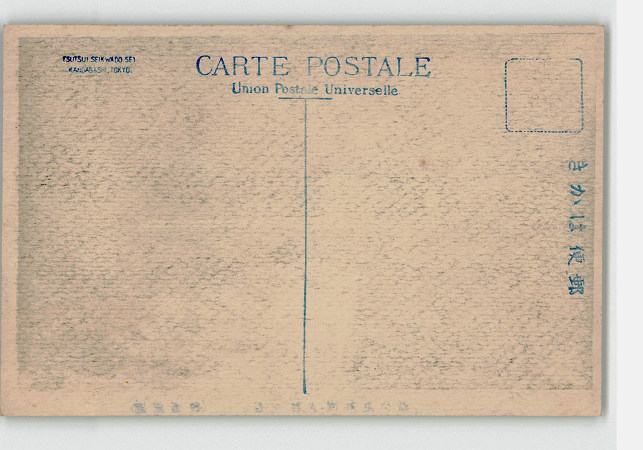 TSUTSUI SEIKWADO SEI
KANDABASHI, TOKYO.
CARTE POSTALE
Union Postale Universelle
郵便はかき